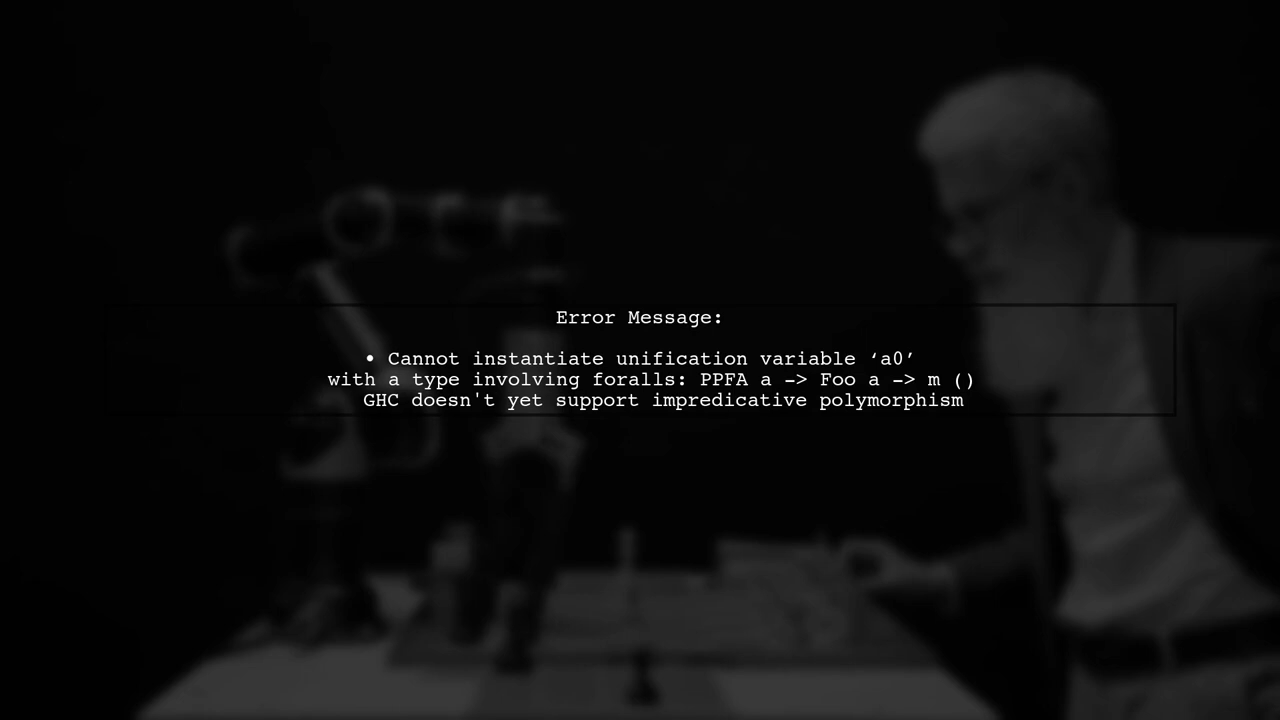 Error Message:
• Cannot instantiate unification variable ‘a0’
with a type involving foralls: PPFA a -> Foo a -> m ()
GHC doesn't yet support impredicative polymorphism